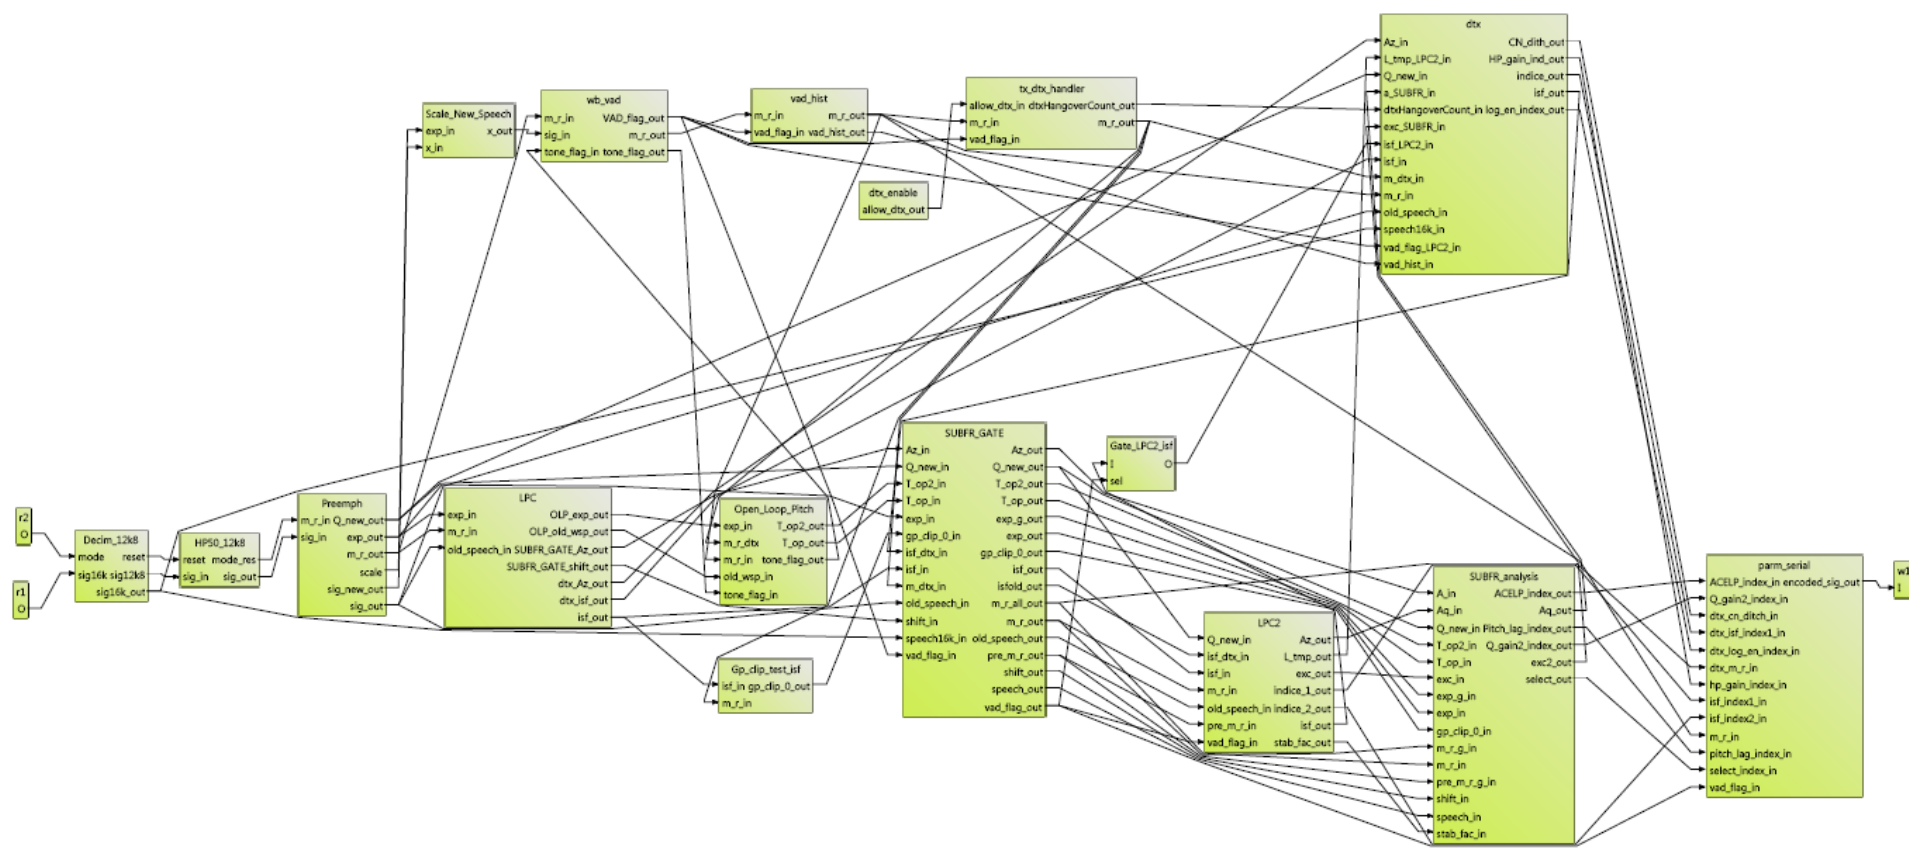 dtx
Az_in CN_dith_out
L_tmp_LPC2_in HP_gain_ind_out
Q_new_in indice_out
a_SUBFR_in isf_out
dtxHangoverCount_in log_en_index_out
exc_SUBFR_in
isf_LPC2_in
isf_in
m_dtx_in
m_r_in
old_speech_in
speech16k_in
vad_flag_LPC2_in
vad_hist_in
Scale_New_Speech
exp_in x_out
x_in
wb_vad
m_r_in VAD_flag_out
sig_in m_r_out
tone_flag_in tone_flag_out
vad_hist
m_r_in m_r_out
vad_flag_in vad_hist_out
tx_dtx_handler
allow_dtx_in dtxHangoverCount_out
m_r_in m_r_out
vad_flag_in
dtx_enable
allow_dtx_out
r2
O
r1
O
Decim_12k8
mode reset
sig16k sig12k8
sig16k_out
HP50_12k8
reset mode_res
sig_in sig_out
Preemph
m_r_in Q_new_out
sig_in exp_out
m_r_out
scale
sig_new_out
sig_out
LPC
exp_in OLP_exp_out
m_r_in OLP_old_wsp_out
old_speech_in SUBFR_GATE_Az_out
SUBFR_GATE_shift_out
dtx_Az_out
dtx_isf_out
isf_out
Open_Loop_Pitch
exp_in T_op2_out
m_r_dtx T_op_out
m_r_in tone_flag_out
old_wsp_in
tone_flag_in
Gp_clip_test_isf
isf_in gp_clip_0_out
m_r_in
SUBFR_GATE
Az_in Az_out
Q_new_in Q_new_out
T_op2_in T_op2_out
T_op_in T_op_out
exp_in exp_g_out
gp_clip_0_in exp_out
isf_dtx_in gp_clip_0_out
isf_in isf_out
m_dtx_in isfold_out
old_speech_in m_r_all_out
shift_in m_r_out
speech16k_in old_speech_out
vad_flag_in pre_m_r_out
shift_out
speech_out
vad_flag_out
Gate_LPC2_isf
I O
sel
LPC2
Q_new_in Az_out
isf_dtx_in L_tmp_out
isf_in exc_out
m_r_in indice_1_out
old_speech_in indice_2_out
pre_m_r_in isf_out
vad_flag_in stab_fac_out
SUBFR_analysis
A_in ACELP_index_out
Aq_in Aq_out
Q_new_in Pitch_lag_index_out
T_op2_in Q_gain2_index_out
T_op_in exc2_out
exc_in select_out
exp_g_in
exp_in
gp_clip_0_in
m_r_g_in
m_r_in
pre_m_r_g_in
shift_in
speech_in
stab_fac_in
parm_serial
ACELP_index_in encoded_sig_out
Q_gain2_index_in
dtx_cn_ditch_in
dtx_isf_index1_in
dtx_log_en_index_in
dtx_m_r_in
hp_gain_index_in
isf_index1_in
isf_index2_in
m_r_in
pitch_lag_index_in
select_index_in
vad_flag_in
w1
I